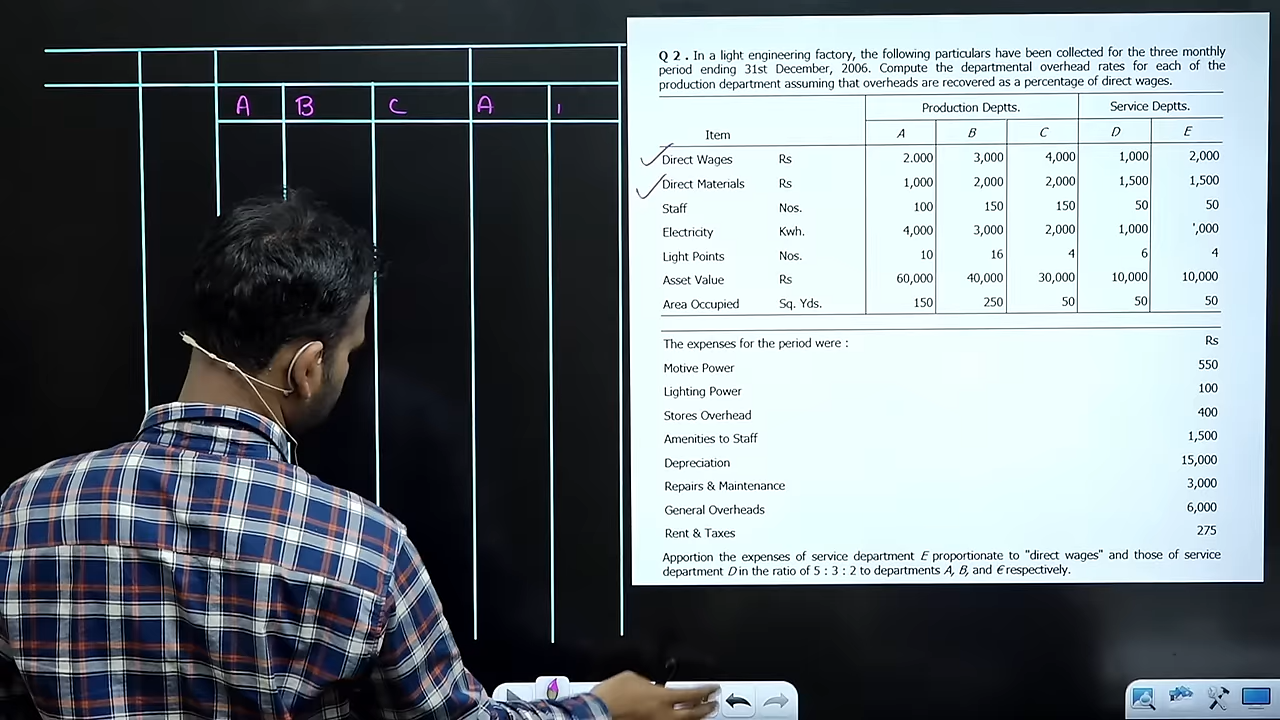 A B C A
Q 2 . In a light engineering factory, the following particulars have been collected for the three monthly
period ending 31st December, 2006. Compute the departmental overhead rates for each of the
production department assuming that overheads are recovered as a percentage of direct wages.
Production Deptts. Service Deptts.
Item A B C D E
Direct Wages Rs 2.000 3,000 4,000 1,000 2,000
Direct Materials Rs 1,000 2,000 2,000 1,500 1,500
Staff Nos. 100 150 150 50 50
Electricity Kwh. 4,000 3,000 2,000 1,000 ',000
Light Points Nos. 10 16 4 6 4
Asset Value Rs 60,000 40,000 30,000 10,000 10,000
Area Occupied Sq. Yds. 150 250 50 50 50
The expenses for the period were : Rs
Motive Power 550
Lighting Power 100
Stores Overhead 400
Amenities to Staff 1,500
Depreciation 15,000
Repairs & Maintenance 3,000
General Overheads 6,000
Rent & Taxes 275
Apportion the expenses of service department E proportionate to "direct wages" and those of service
department D in the ratio of 5 : 3 : 2 to departments A, B, and € respectively.